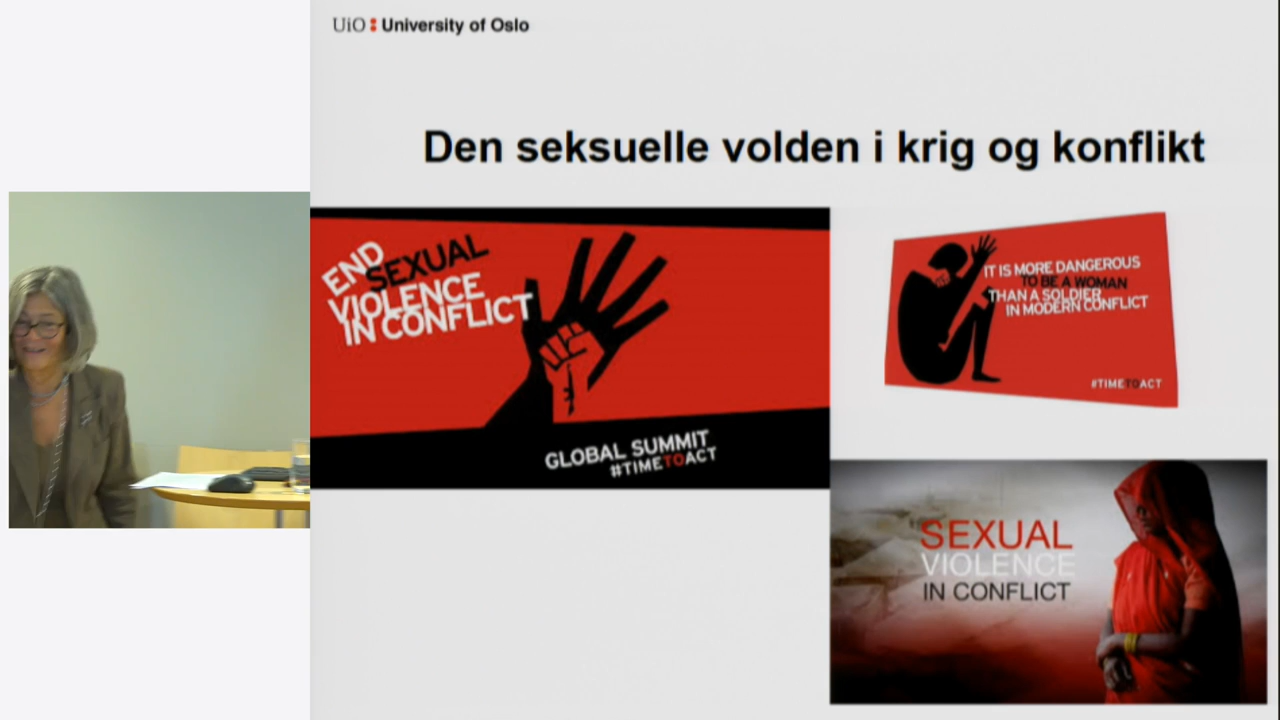 UiO University of Oslo
Den seksuelle volden i krig og konflikt
END
SEXUAL
VIOLENCE
IN CONFLICT
GLOBAL SUMMIT
#TIMETOACT
IT IS MORE DANGEROUS
TO BE A WOMAN
THAN A SOLDIER
IN MODERN CONFLICT
#TIMETOACT
SEXUAL
VIOLENCE
IN CONFLICT